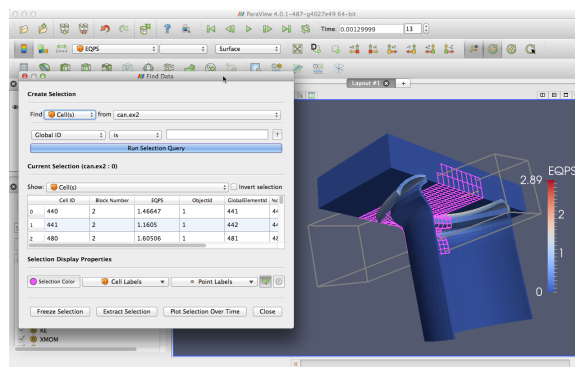 ParaView 4.0.1-487-g4027e49 64-bit
Time: 0.00129999 13
EQPS Surface
Find Data
Layout #1 +
Create Selection
Find Cell(s) from can.ex2
Global ID is ?
Run Selection Query
Current Selection (can.ex2 : 0)
Show: Cell(s) Invert selection
Cell ID Block Number EQPS ObjectId GlobalElementId
0 440 2 1.46647 1 441
1 441 2 1.1605 1 442
2 480 2 1.60506 1 481
Selection Display Properties
Selection Color Cell Labels Point Labels
Freeze Selection Extract Selection Plot Selection Over Time Close
KE
XMOM
EQPS
2.89
2
1
0